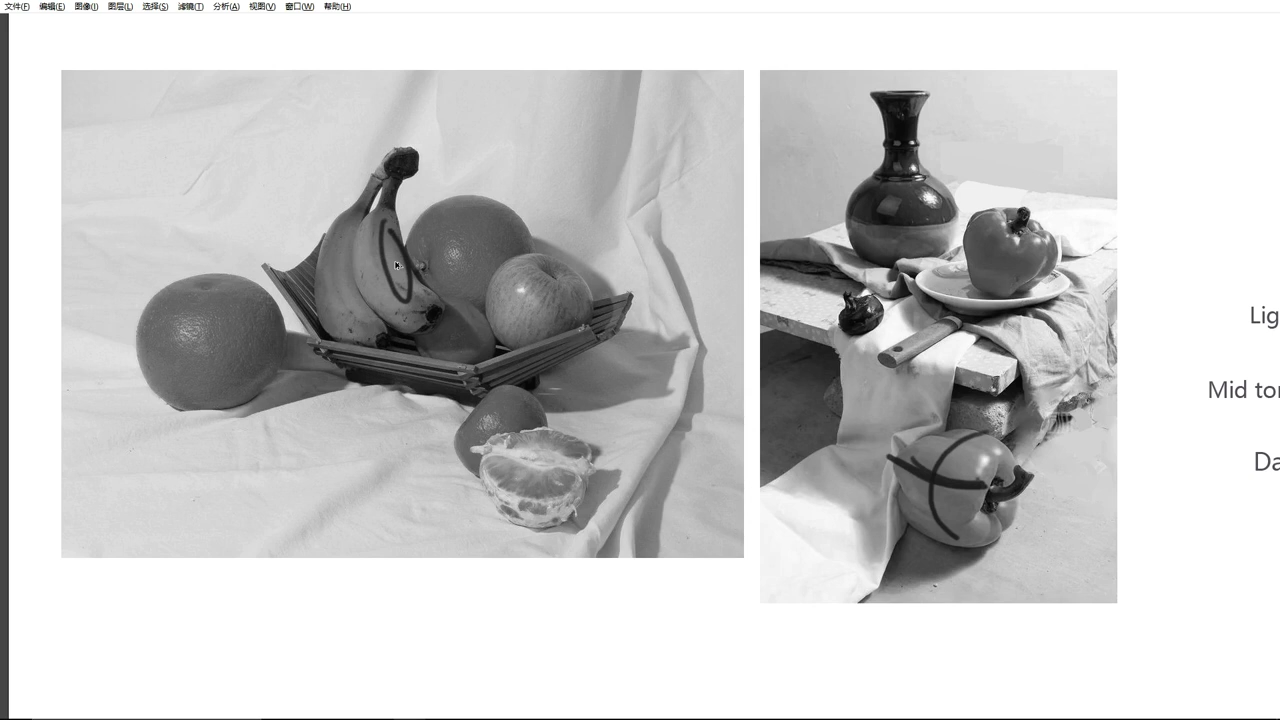 文件(F) 编辑(E) 图像(I) 图层(L) 选择(S) 滤镜(T) 分析(A) 视图(V) 窗口(W) 帮助(H)
Lig
Mid to
Da